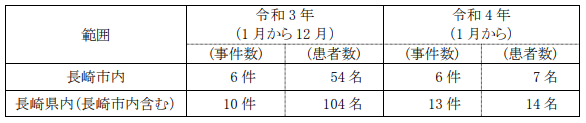 範囲 令和３年 令和４年
（１月から12月） （１月から）
（事件数） （患者数） （事件数） （患者数）
長崎市内 6件 54名 6件 7名
長崎県内（長崎市内含む） 10件 104名 13件 14名